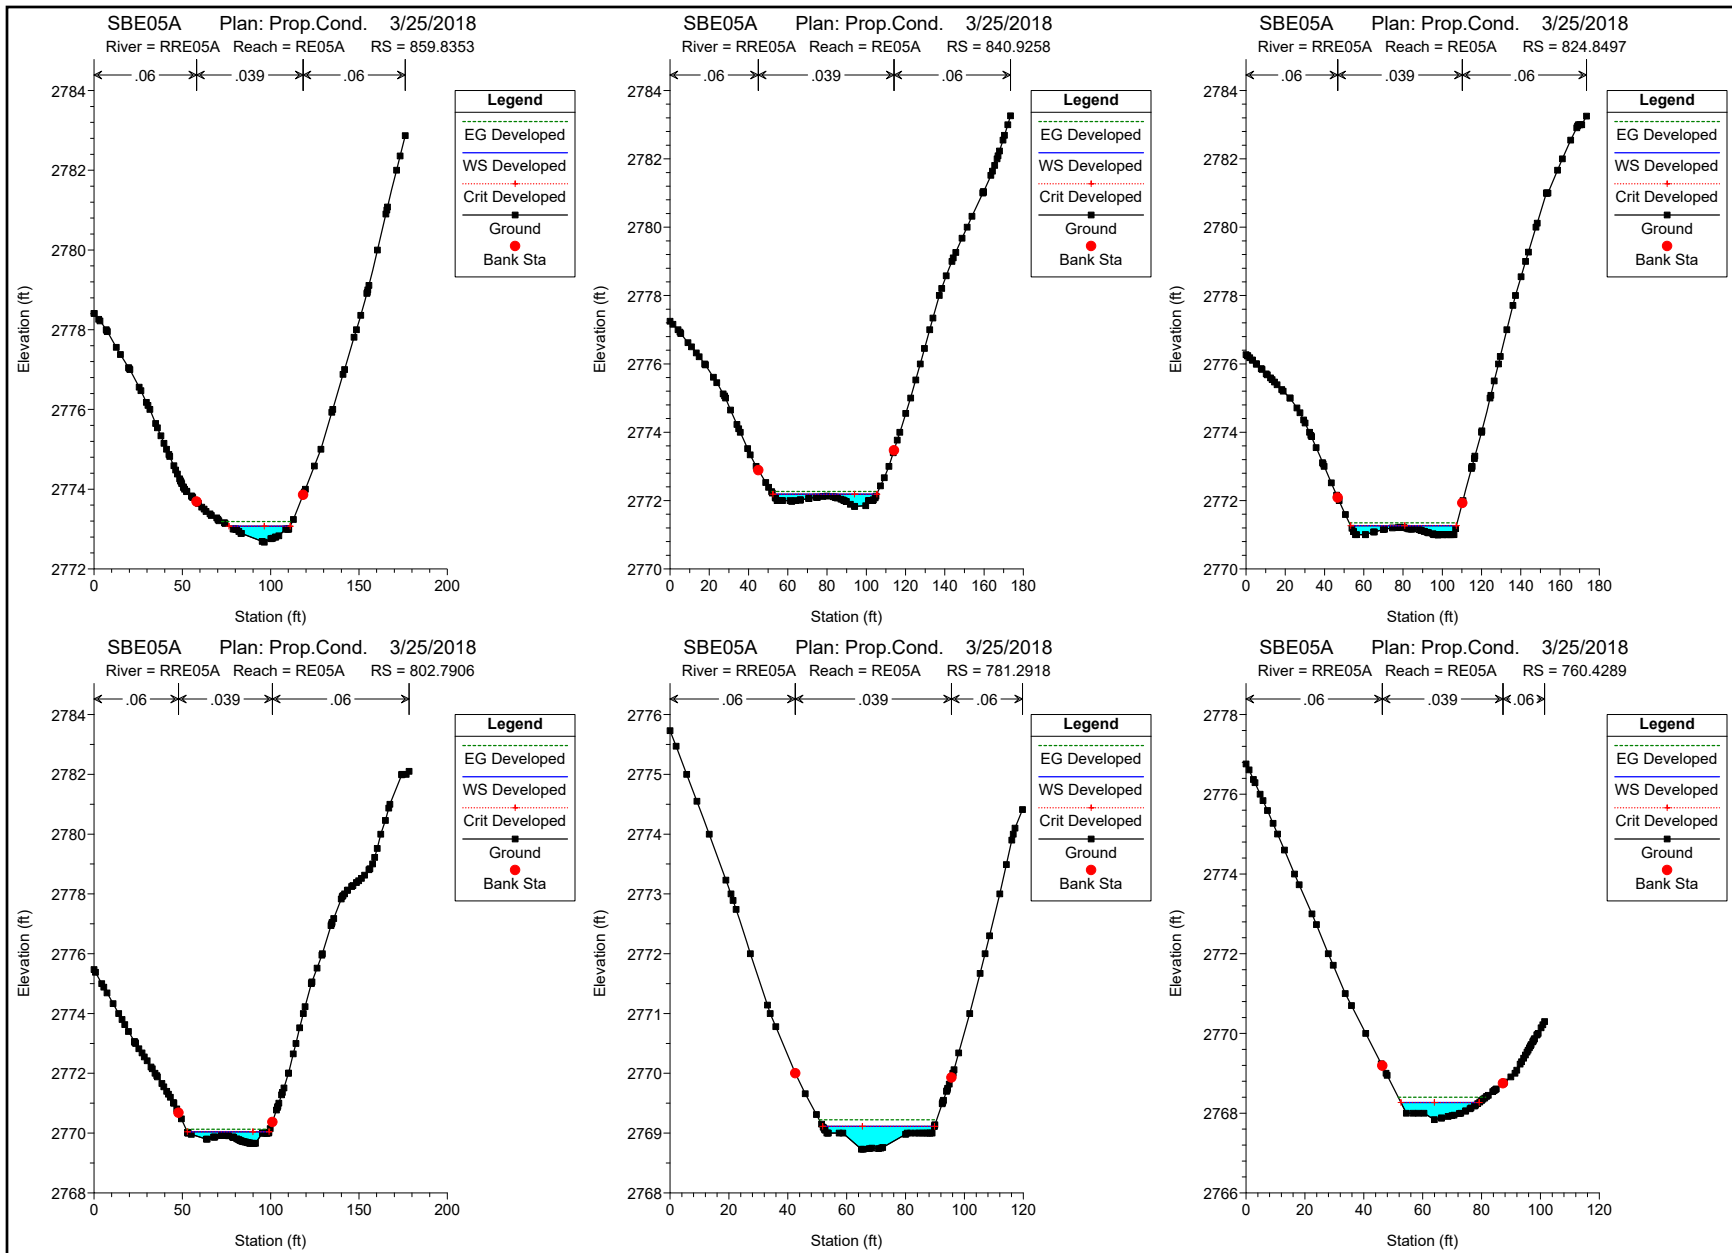 SBE05A Plan: Prop.Cond. 3/25/2018
River = RRE05A Reach = RE05A RS = 859.8353
.06 .039 .06
Legend
EG Developed
WS Developed
Crit Developed
Ground
Bank Sta
Elevation (ft)
2784
2782
2780
2778
2776
2774
2772
0 50 100 150 200
Station (ft)
SBE05A Plan: Prop.Cond. 3/25/2018
River = RRE05A Reach = RE05A RS = 840.9258
.06 .039 .06
Legend
EG Developed
WS Developed
Crit Developed
Ground
Bank Sta
Elevation (ft)
2784
2782
2780
2778
2776
2774
2772
2770
0 20 40 60 80 100 120 140 160 180
Station (ft)
SBE05A Plan: Prop.Cond. 3/25/2018
River = RRE05A Reach = RE05A RS = 824.8497
.06 .039 .06
Legend
EG Developed
WS Developed
Crit Developed
Ground
Bank Sta
Elevation (ft)
2784
2782
2780
2778
2776
2774
2772
2770
0 20 40 60 80 100 120 140 160 180
Station (ft)
SBE05A Plan: Prop.Cond. 3/25/2018
River = RRE05A Reach = RE05A RS = 802.7906
.06 .039 .06
Legend
EG Developed
WS Developed
Crit Developed
Ground
Bank Sta
Elevation (ft)
2784
2782
2780
2778
2776
2774
2772
2770
2768
0 50 100 150 200
Station (ft)
SBE05A Plan: Prop.Cond. 3/25/2018
River = RRE05A Reach = RE05A RS = 781.2918
.06 .039 .06
Legend
EG Developed
WS Developed
Crit Developed
Ground
Bank Sta
Elevation (ft)
2776
2775
2774
2773
2772
2771
2770
2769
2768
0 20 40 60 80 100 120
Station (ft)
SBE05A Plan: Prop.Cond. 3/25/2018
River = RRE05A Reach = RE05A RS = 760.4289
.06 .039 .06
Legend
EG Developed
WS Developed
Crit Developed
Ground
Bank Sta
Elevation (ft)
2778
2776
2774
2772
2770
2768
2766
0 20 40 60 80 100 120
Station (ft)